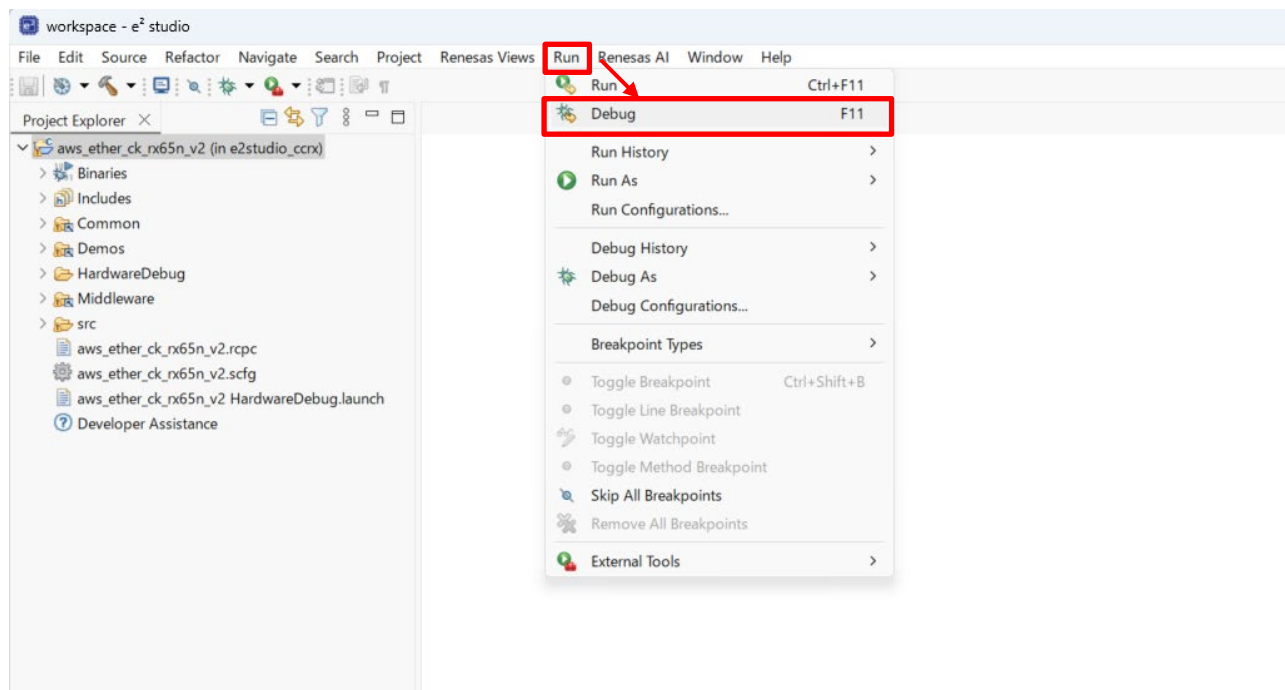 workspace - e² studio
File Edit Source Refactor Navigate Search Project Renesas Views Run Renesas AI Window Help
Project Explorer
aws_ether_ck_rx65n_v2 (in e2studio_ccrx)
Binaries
Includes
Common
Demos
HardwareDebug
Middleware
src
aws_ether_ck_rx65n_v2.rcpc
aws_ether_ck_rx65n_v2.scfg
aws_ether_ck_rx65n_v2 HardwareDebug.launch
Developer Assistance
Run Ctrl+F11
Debug F11
Run History
Run As
Run Configurations...
Debug History
Debug As
Debug Configurations...
Breakpoint Types
Toggle Breakpoint Ctrl+Shift+B
Toggle Line Breakpoint
Toggle Watchpoint
Toggle Method Breakpoint
Skip All Breakpoints
Remove All Breakpoints
External Tools